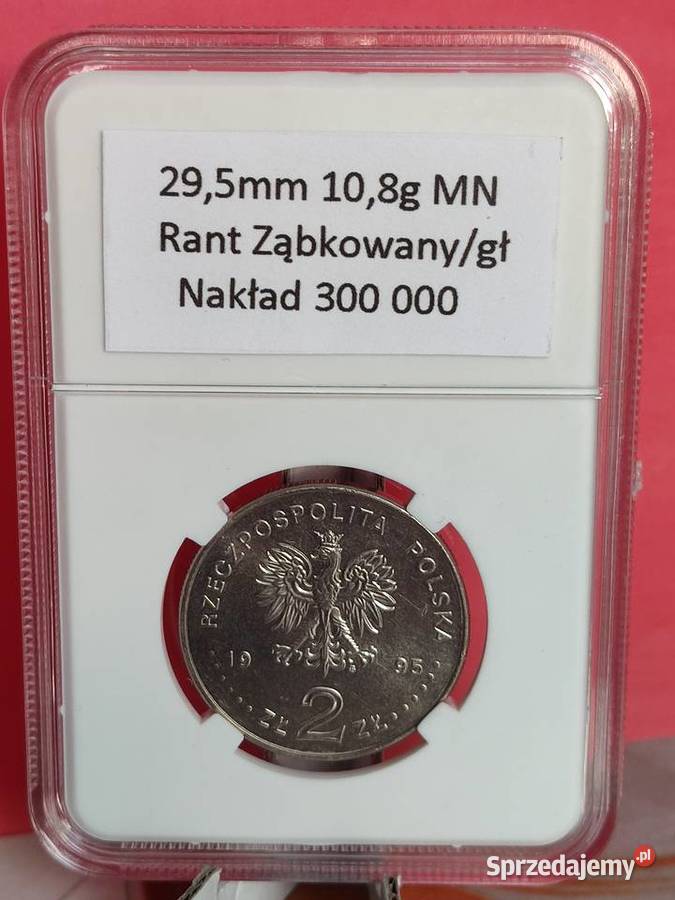 29,5mm 10,8g MN
Rant Ząbkowany/gł
Nakład 300 000
RZECZPOSPOLITA POLSKA
19 95
ZŁ 2 ZŁ
Sprzedajemy.pl